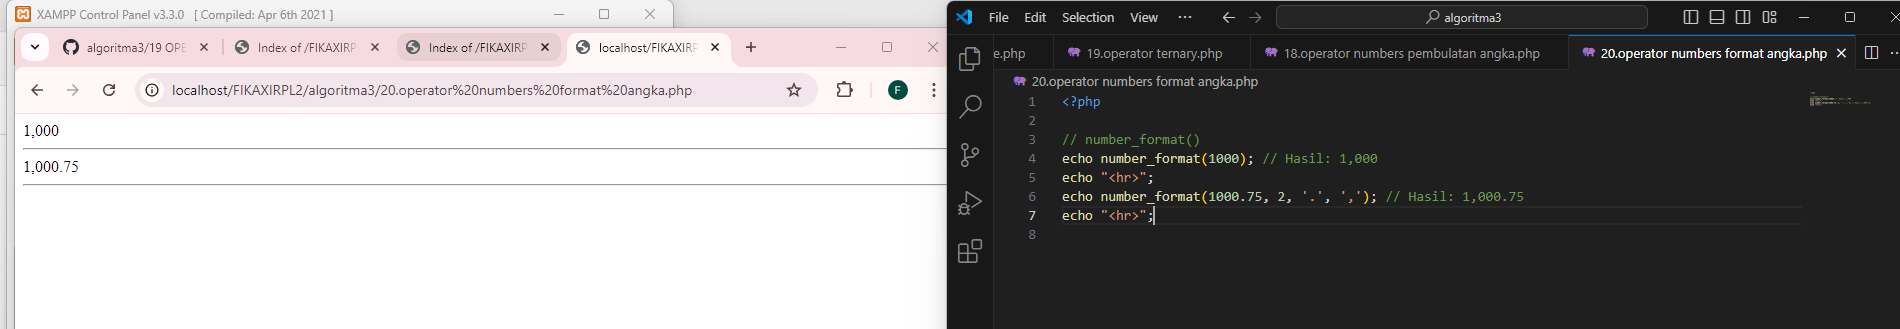 XAMPP Control Panel v3.3.0   [ Compiled: Apr 6th 2021 ]
algoritma3/19 OPE
Index of /FIKAXIRP
Index of /FIKAXIRP
localhost/FIKAXIRP
localhost/FIKAXIRPL2/algoritma3/20.operator%20numbers%20format%20angka.php
F
1,000
1,000.75
File Edit Selection View ···
algoritma3
e.php
19.operator ternary.php
18.operator numbers pembulatan angka.php
20.operator numbers format angka.php
20.operator numbers format angka.php
1 <?php
2
3 // number_format()
4 echo number_format(1000); // Hasil: 1,000
5 echo "<hr>";
6 echo number_format(1000.75, 2, '.', ','); // Hasil: 1,000.75
7 echo "<hr>";
8